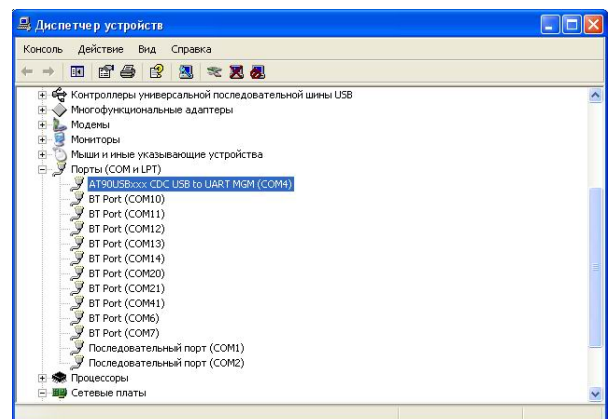 Диспетчер устройств
Консоль Действие Вид Справка
Контроллеры универсальной последовательной шины USB
Многофункциональные адаптеры
Модемы
Мониторы
Мыши и иные указывающие устройства
Порты (COM и LPT)
AT90USBxxx CDC USB to UART MGM (COM4)
BT Port (COM10)
BT Port (COM11)
BT Port (COM12)
BT Port (COM13)
BT Port (COM14)
BT Port (COM20)
BT Port (COM21)
BT Port (COM41)
BT Port (COM6)
BT Port (COM7)
Последовательный порт (COM1)
Последовательный порт (COM2)
Процессоры
Сетевые платы